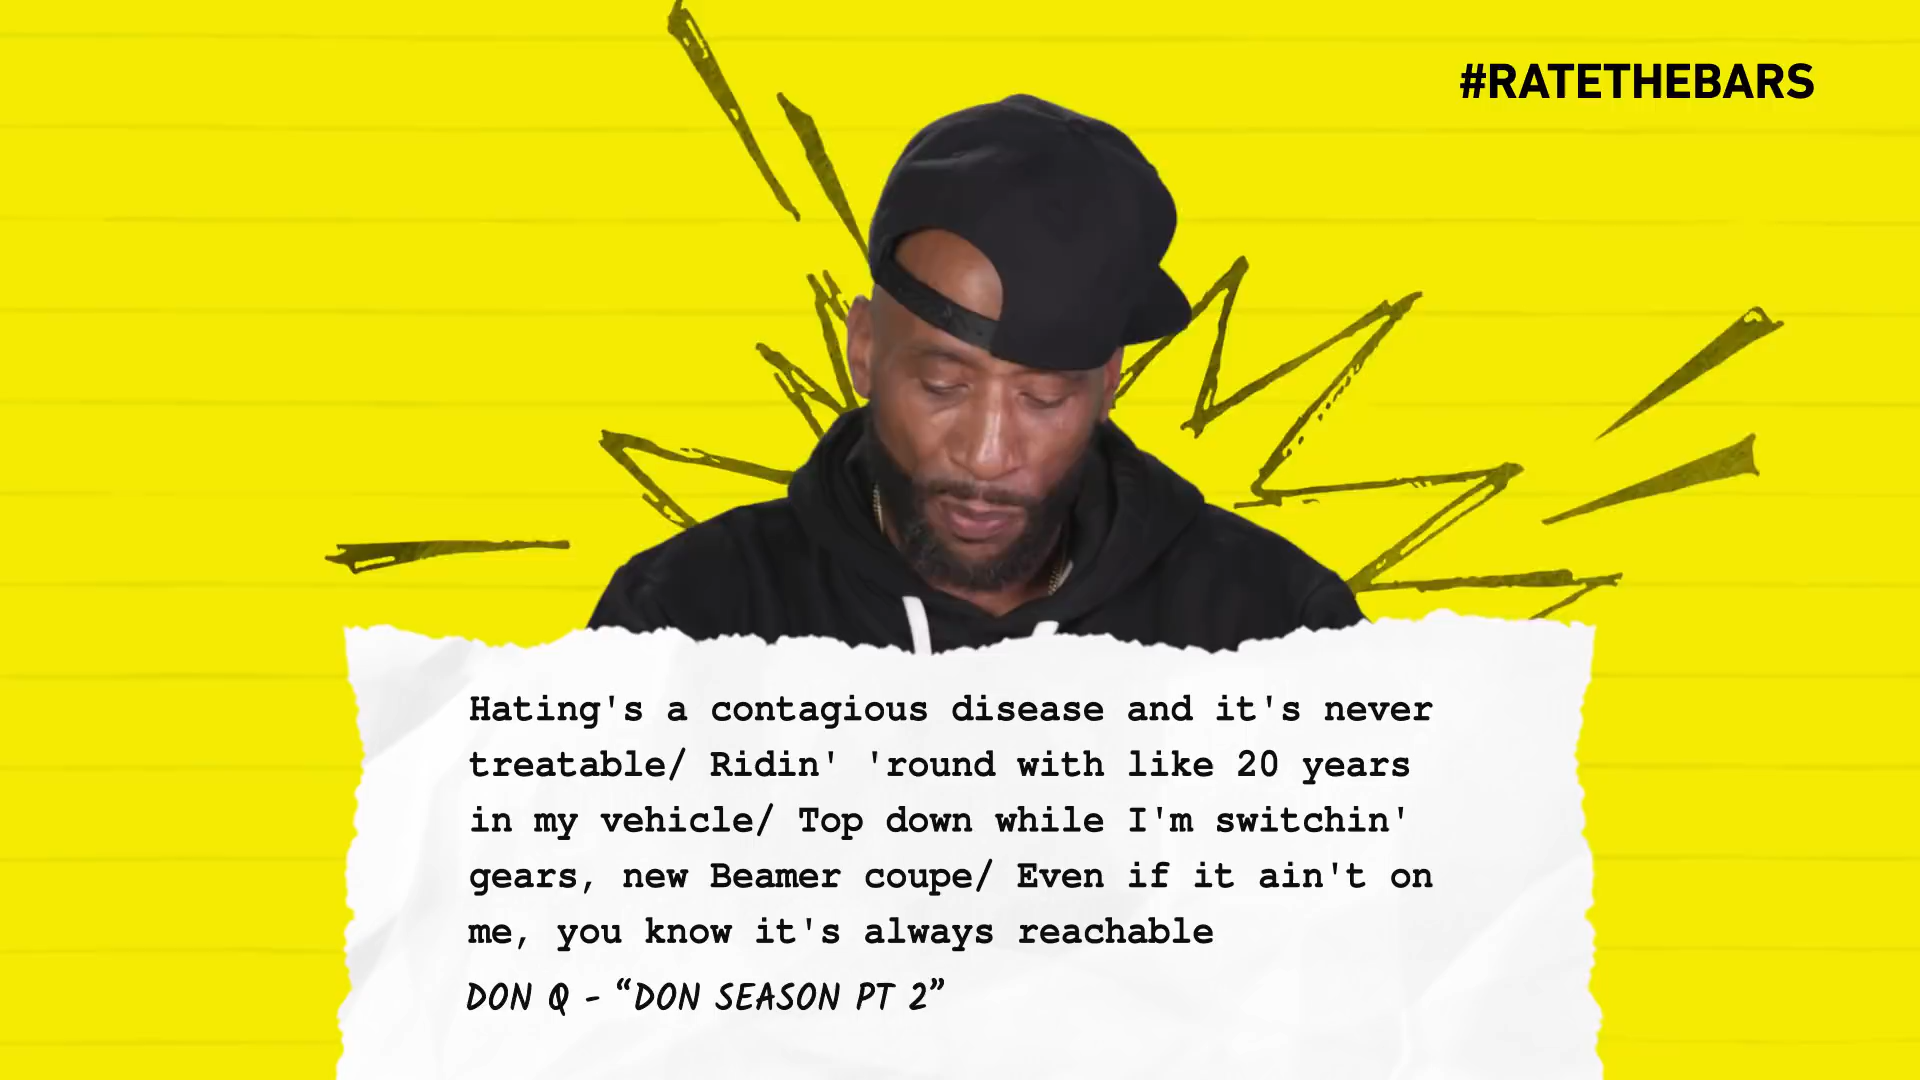 #RATETHEBARS
Hating's a contagious disease and it's never
treatable/ Ridin' 'round with like 20 years
in my vehicle/ Top down while I'm switchin'
gears, new Beamer coupe/ Even if it ain't on
me, you know it's always reachable
DON Q - “DON SEASON PT 2”